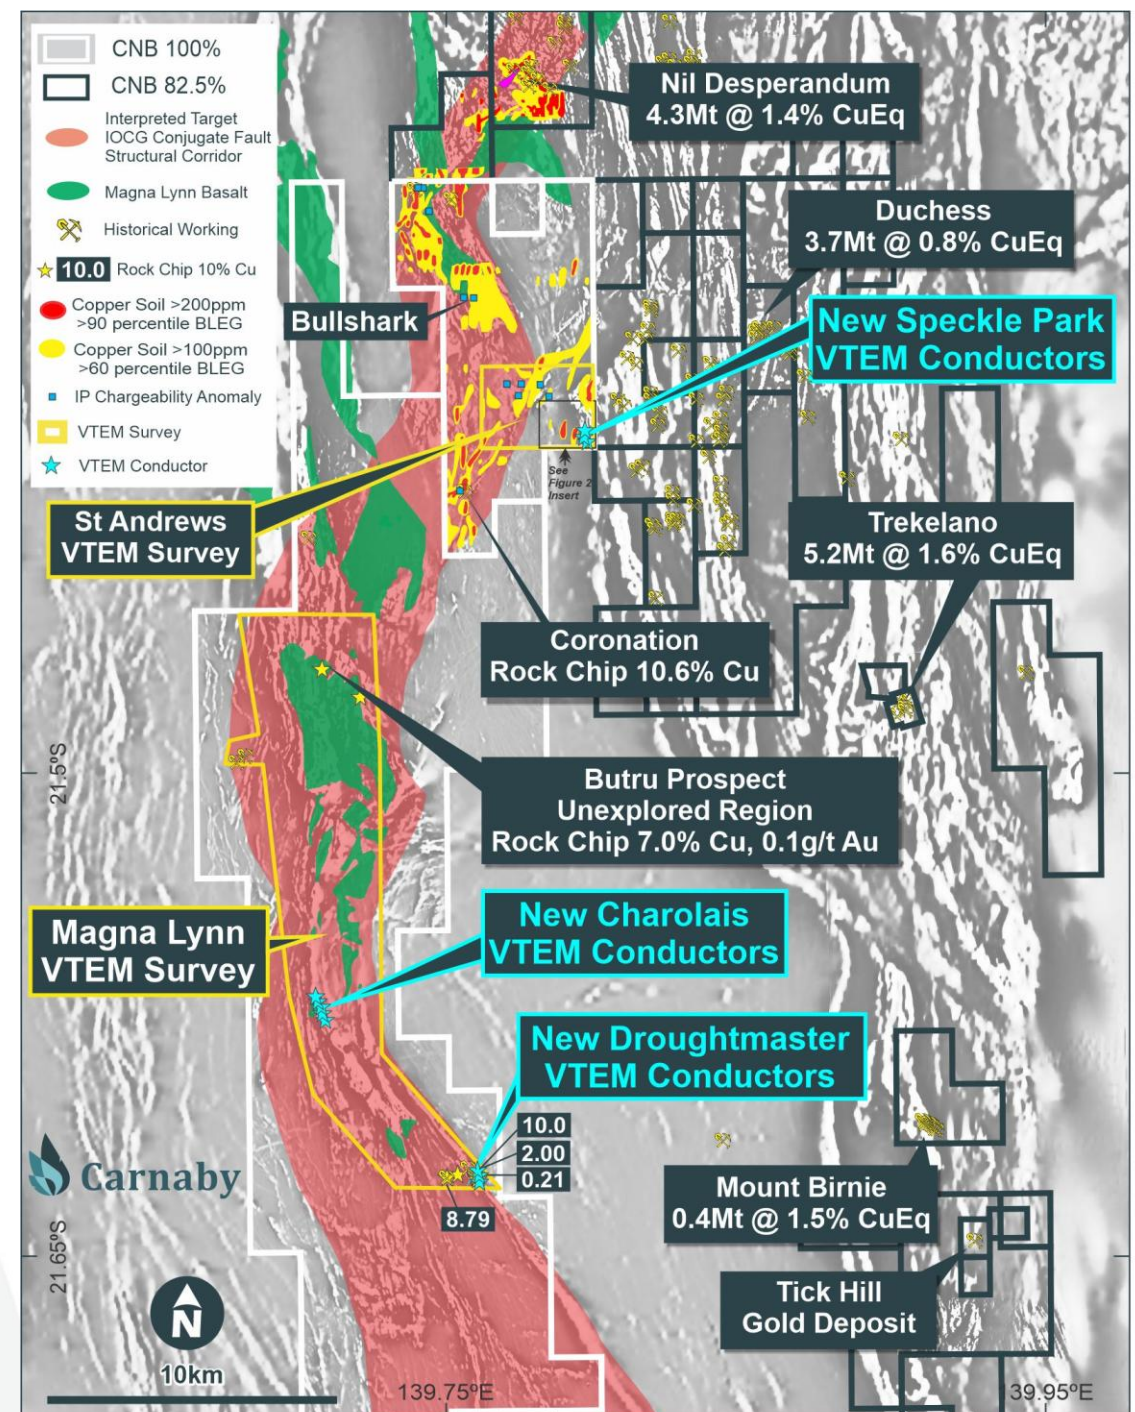 CNB 100%
CNB 82.5%
Interpreted Target
IOCG Conjugate Fault
Structural Corridor
Magna Lynn Basalt
Historical Working
10.0 Rock Chip 10% Cu
Copper Soil >200ppm
>90 percentile BLEG
Copper Soil >100ppm
>60 percentile BLEG
IP Chargeability Anomaly
VTEM Survey
VTEM Conductor
Nil Desperandum
4.3Mt @ 1.4% CuEq
Duchess
3.7Mt @ 0.8% CuEq
Bullshark
New Speckle Park
VTEM Conductors
See
Figure 2
Insert
St Andrews
VTEM Survey
Trekelano
5.2Mt @ 1.6% CuEq
Coronation
Rock Chip 10.6% Cu
21.5ºS
Butru Prospect
Unexplored Region
Rock Chip 7.0% Cu, 0.1g/t Au
Magna Lynn
VTEM Survey
New Charolais
VTEM Conductors
New Droughtmaster
VTEM Conductors
10.0
2.00
0.21
8.79
Carnaby
Mount Birnie
0.4Mt @ 1.5% CuEq
21.65ºS
Tick Hill
Gold Deposit
N
10km
139.75ºE
139.95ºE